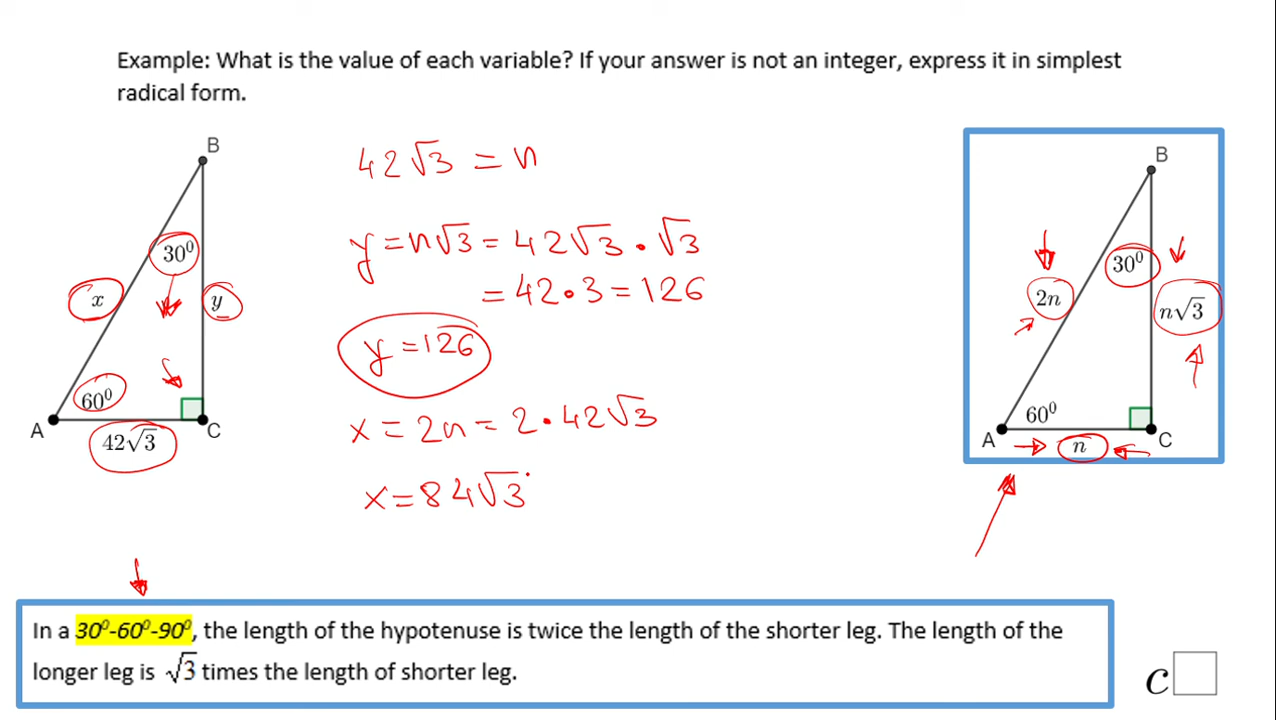 Example: What is the value of each variable? If your answer is not an integer, express it in simplest
radical form.
B
30⁰
x
y
60⁰
A
C
42√3
42√3 = n
y = n√3 = 42√3 • √3
= 42•3 = 126
y = 126
x = 2n = 2•42√3
x = 84√3
B
30⁰
2n
n√3
60⁰
A
C
n
In a 30⁰-60⁰-90⁰, the length of the hypotenuse is twice the length of the shorter leg. The length of the
longer leg is √3 times the length of shorter leg.
c